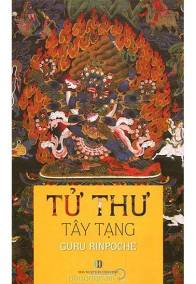 TỬ THƯ
TÂY TẠNG
GURU RINPOCHE